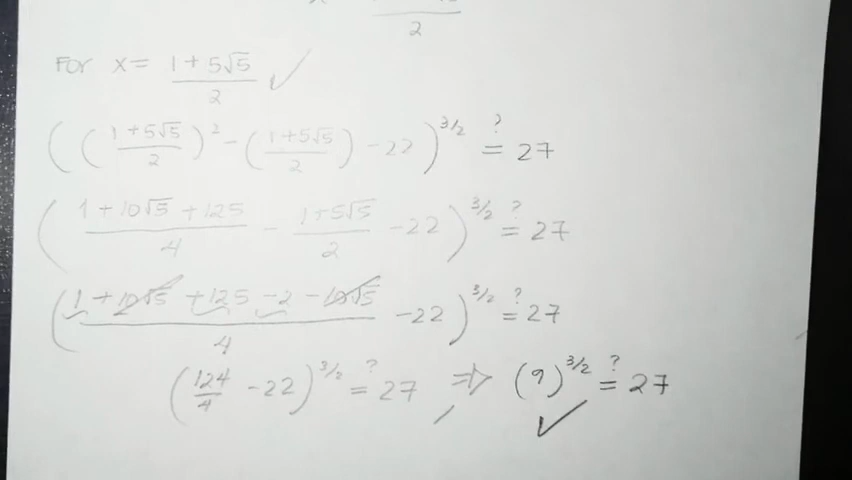 2
For x = (1 + 5√5)/2 ✓
(((1 + 5√5)/2)² - ((1 + 5√5)/2) - 22)^(3/2) ?= 27
((1 + 10√5 + 125)/4 - (1 + 5√5)/2 - 22)^(3/2) ?= 27
((1 + 10√5 + 125 - 2 - 10√5)/4 - 22)^(3/2) ?= 27
(124/4 - 22)^(3/2) ?= 27 ⇒ (9)^(3/2) ?= 27
✓